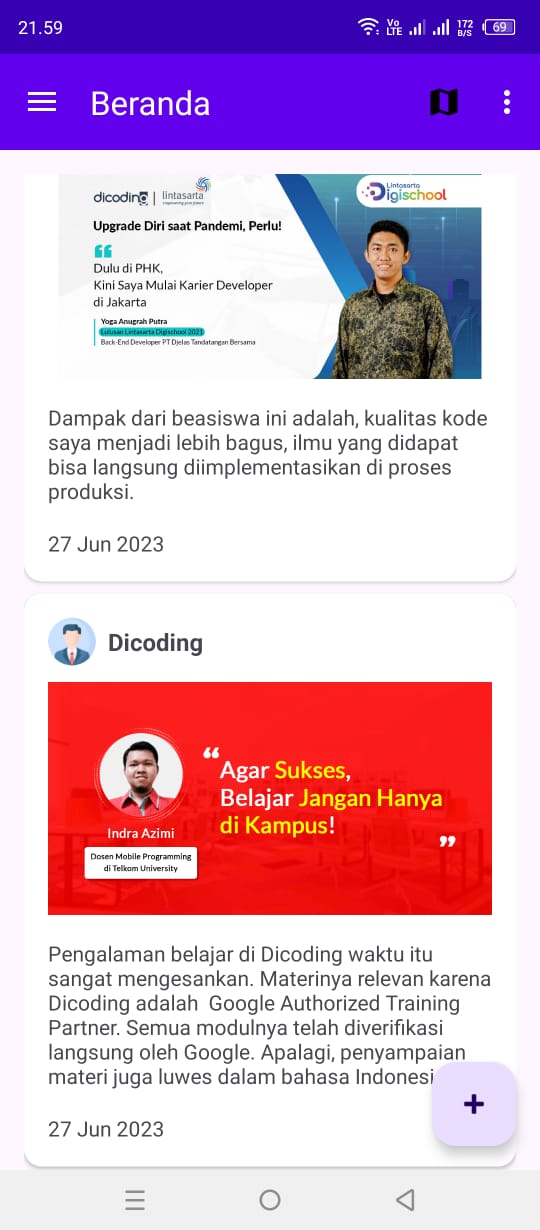 21.59
Vo
LTE
172
B/S
69
Beranda
dicoding | lintasarta
Lintasarta
Digischool
Upgrade Diri saat Pandemi, Perlu!
Dulu di PHK,
Kini Saya Mulai Karier Developer
di Jakarta
Yoga Anugrah Putra
Lulusan Lintasarta Digischool 2021
Back-End Developer PT Djelas Tandatangan Bersama
Dampak dari beasiswa ini adalah, kualitas kode
saya menjadi lebih bagus, ilmu yang didapat
bisa langsung diimplementasikan di proses
produksi.
27 Jun 2023
Dicoding
“Agar Sukses,
Belajar Jangan Hanya
di Kampus!”
Indra Azimi
Dosen Mobile Programming
di Telkom University
Pengalaman belajar di Dicoding waktu itu
sangat mengesankan. Materinya relevan karena
Dicoding adalah  Google Authorized Training
Partner. Semua modulnya telah diverifikasi
langsung oleh Google. Apalagi, penyampaian
materi juga luwes dalam bahasa Indonesi
27 Jun 2023
+